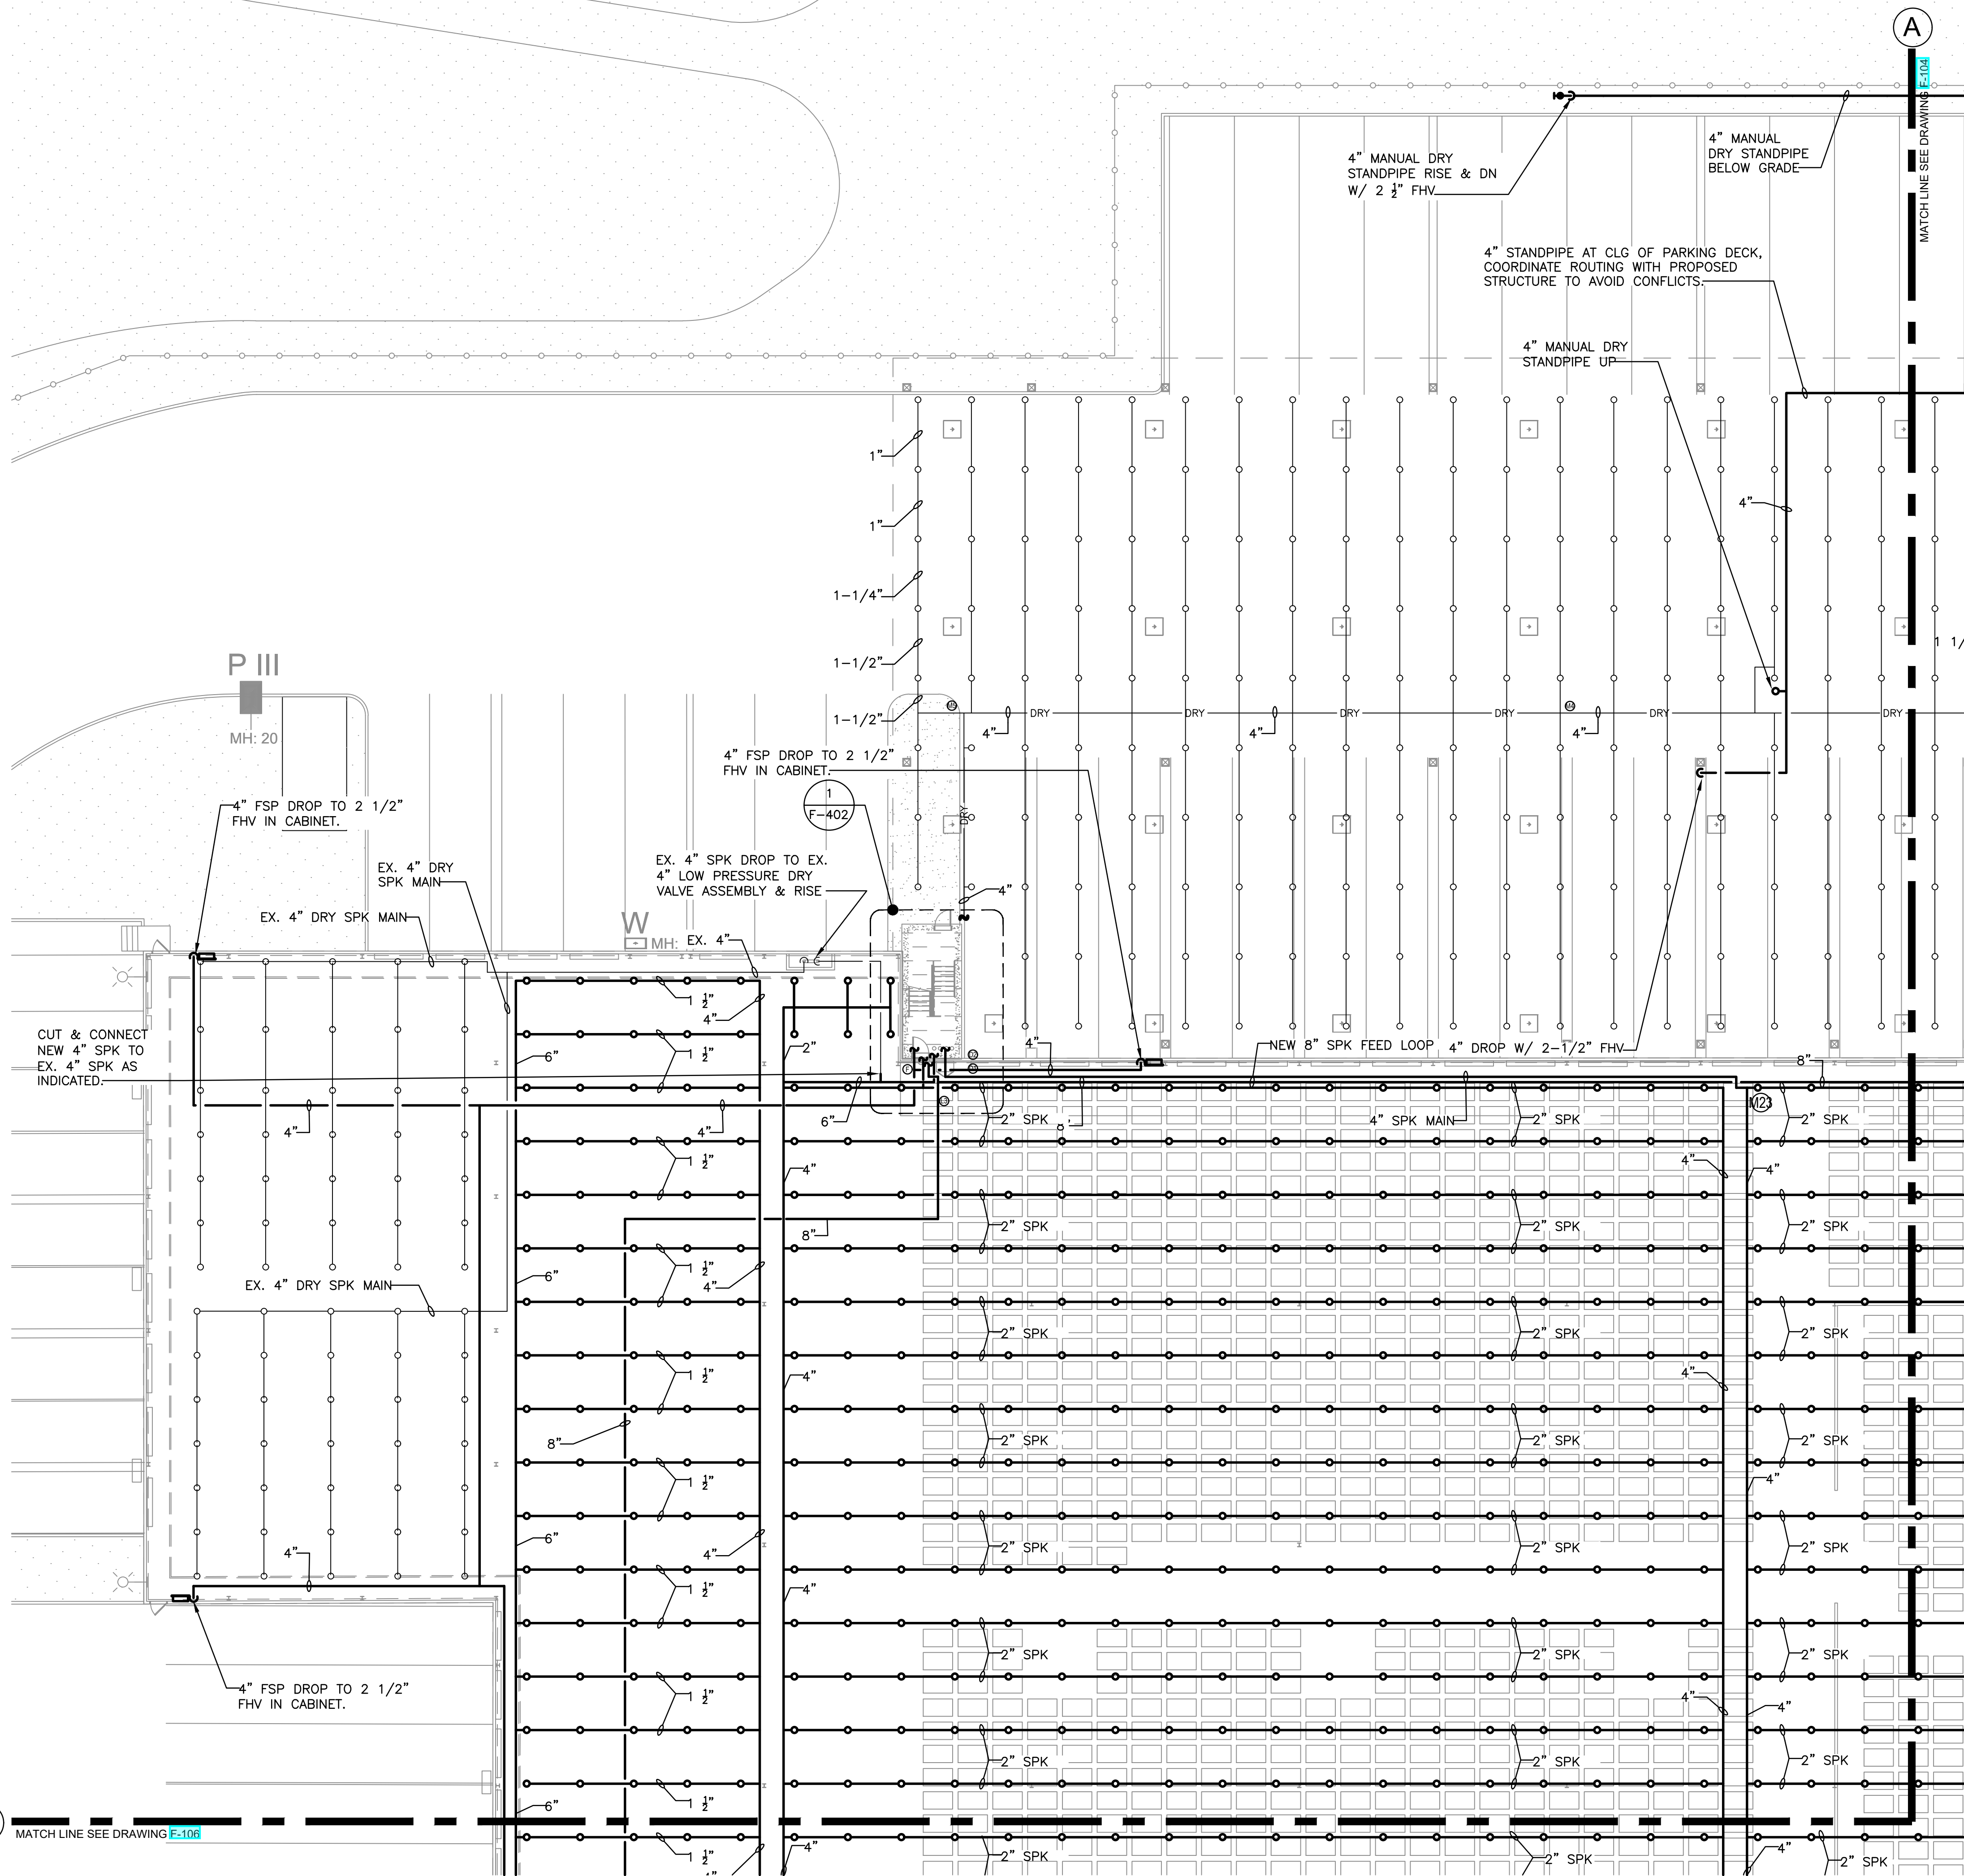 A
MATCH LINE SEE DRAWING F-104
4" MANUAL
DRY STANDPIPE
BELOW GRADE
4" MANUAL DRY
STANDPIPE RISE & DN
W/ 2 1/2" FHV
4" STANDPIPE AT CLG OF PARKING DECK,
COORDINATE ROUTING WITH PROPOSED
STRUCTURE TO AVOID CONFLICTS.
4" MANUAL DRY
STANDPIPE UP
1"
1"
4"
1-1/4"
1-1/2"
1-1/2"
P III
MH: 20
DRY
DRY
DRY
DRY
DRY
DRY
4"
4"
4"
4" FSP DROP TO 2 1/2"
FHV IN CABINET.
1
F-402
DRY
4" FSP DROP TO 2 1/2"
FHV IN CABINET.
EX. 4" DRY
SPK MAIN
EX. 4" SPK DROP TO EX.
4" LOW PRESSURE DRY
VALVE ASSEMBLY & RISE
4"
EX. 4" DRY SPK MAIN
W
MH:
EX. 4"
CUT & CONNECT
NEW 4" SPK TO
EX. 4" SPK AS
INDICATED.
1 1/2"
4"
6"
1 1/2"
2"
4"
NEW 8" SPK FEED LOOP
4" DROP W/ 2-1/2" FHV
8"
M23
4"
4"
6"
2" SPK
4" SPK MAIN
2" SPK
2" SPK
1 1/2"
4"
4"
4"
8"
2" SPK
2" SPK
2" SPK
6"
1 1/2"
4"
EX. 4" DRY SPK MAIN
2" SPK
2" SPK
2" SPK
1 1/2"
4"
4"
8"
2" SPK
2" SPK
2" SPK
1 1/2"
4"
6"
4"
4"
2" SPK
2" SPK
2" SPK
1 1/2"
4"
2" SPK
2" SPK
2" SPK
4" FSP DROP TO 2 1/2"
FHV IN CABINET.
1 1/2"
4"
4"
2" SPK
2" SPK
2" SPK
6"
1 1/2"
MATCH LINE SEE DRAWING F-106
1 1/2"
4"
2" SPK
2" SPK
4"
2" SPK